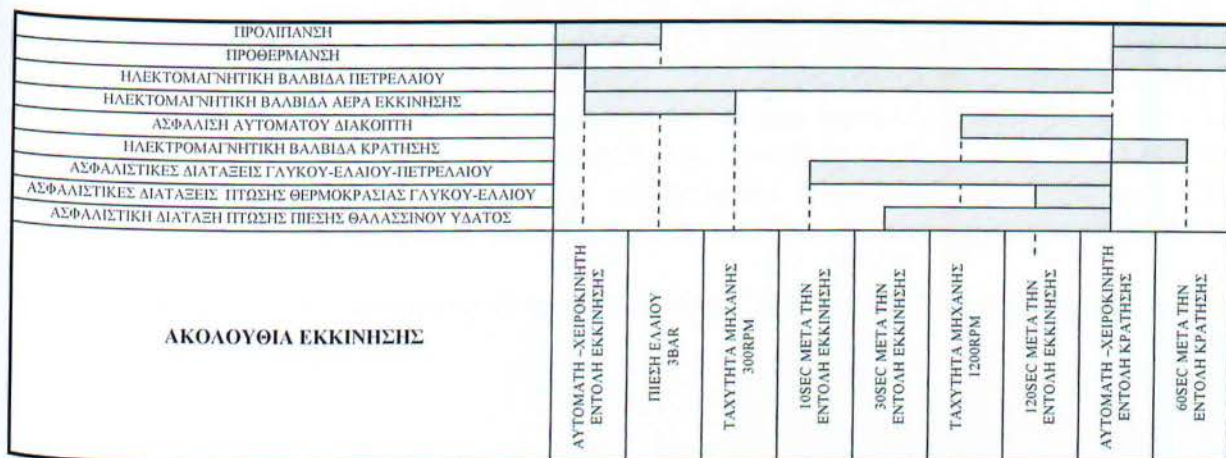 ΠΡΟΛΙΠΑΝΣΗ
ΠΡΟΘΕΡΜΑΝΣΗ
ΗΛΕΚΤΟΜΑΓΝΗΤΙΚΗ ΒΑΛΒΙΔΑ ΠΕΤΡΕΛΑΙΟΥ
ΗΛΕΚΤΟΜΑΓΝΗΤΙΚΗ ΒΑΛΒΙΔΑ ΑΕΡΑ ΕΚΚΙΝΗΣΗΣ
ΑΣΦΑΛΙΣΗ ΑΥΤΟΜΑΤΟΥ ΔΙΑΚΟΠΤΗ
ΗΛΕΚΤΡΟΜΑΓΝΗΤΙΚΗ ΒΑΛΒΙΔΑ ΚΡΑΤΗΣΗΣ
ΑΣΦΑΛΙΣΤΙΚΕΣ ΔΙΑΤΑΞΕΙΣ ΓΛΥΚΟΥ-ΕΛΑΙΟΥ-ΠΕΤΡΕΛΑΙΟΥ
ΑΣΦΑΛΙΣΤΙΚΕΣ ΔΙΑΤΑΞΕΙΣ ΠΤΩΣΗΣ ΘΕΡΜΟΚΡΑΣΙΑΣ ΓΛΥΚΟΥ-ΕΛΑΙΟΥ
ΑΣΦΑΛΙΣΤΙΚΗ ΔΙΑΤΑΞΗ ΠΤΩΣΗΣ ΠΙΕΣΗΣ ΘΑΛΑΣΣΙΝΟΥ ΥΔΑΤΟΣ
ΑΚΟΛΟΥΘΙΑ ΕΚΚΙΝΗΣΗΣ
ΑΥΤΟΜΑΤΗ –ΧΕΙΡΟΚΙΝΗΤΗ
ΕΝΤΟΛΗ ΕΚΚΙΝΗΣΗΣ
ΠΙΕΣΗ ΕΛΑΙΟΥ
3BAR
ΤΑΧΥΤΗΤΑ ΜΗΧΑΝΗΣ
300RPM
10SEC ΜΕΤΑ ΤΗΝ
ΕΝΤΟΛΗ ΕΚΚΙΝΗΣΗΣ
30SEC ΜΕΤΑ ΤΗΝ
ΕΝΤΟΛΗ ΕΚΚΙΝΗΣΗΣ
ΤΑΧΥΤΗΤΑ ΜΗΧΑΝΗΣ
1200RPM
120SEC ΜΕΤΑ ΤΗΝ
ΕΝΤΟΛΗ ΕΚΚΙΝΗΣΗΣ
ΑΥΤΟΜΑΤΗ –ΧΕΙΡΟΚΙΝΗΤΗ
ΕΝΤΟΛΗ ΚΡΑΤΗΣΗΣ
60SEC ΜΕΤΑ ΤΗΝ
ΕΝΤΟΛΗ ΚΡΑΤΗΣΗΣ